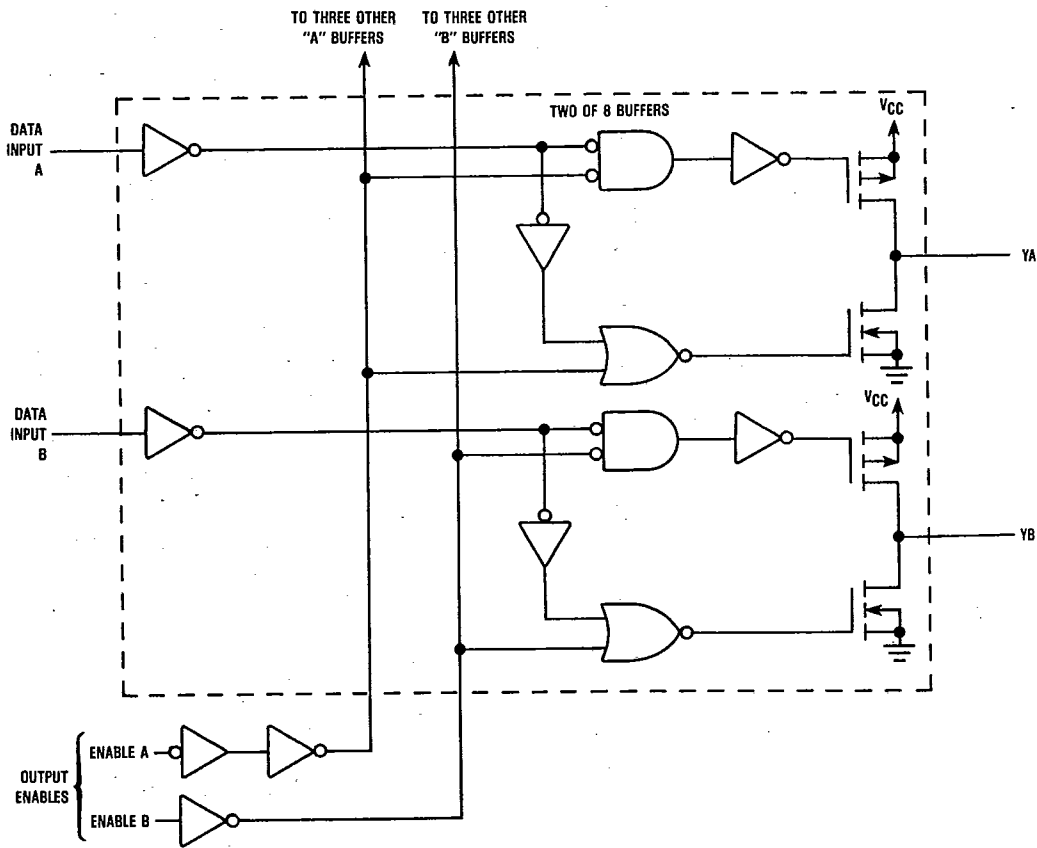 TO THREE OTHER
"A" BUFFERS
TO THREE OTHER
"B" BUFFERS
TWO OF 8 BUFFERS
VCC
DATA
INPUT
A
YA
VCC
DATA
INPUT
B
YB
OUTPUT
ENABLES
ENABLE A
ENABLE B